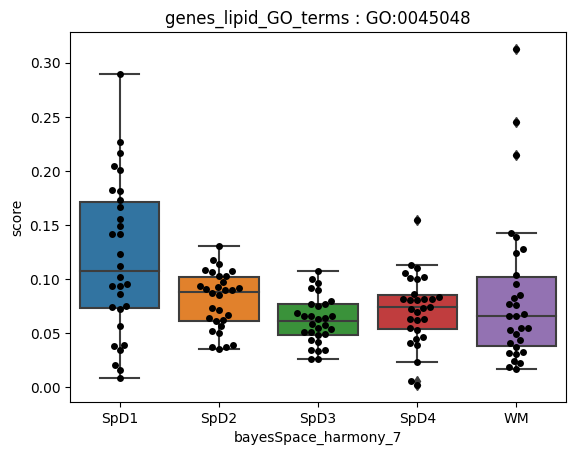 genes_lipid_GO_terms : GO:0045048
score
0.30
0.25
0.20
0.15
0.10
0.05
0.00
SpD1 SpD2 SpD3 SpD4 WM
bayesSpace_harmony_7